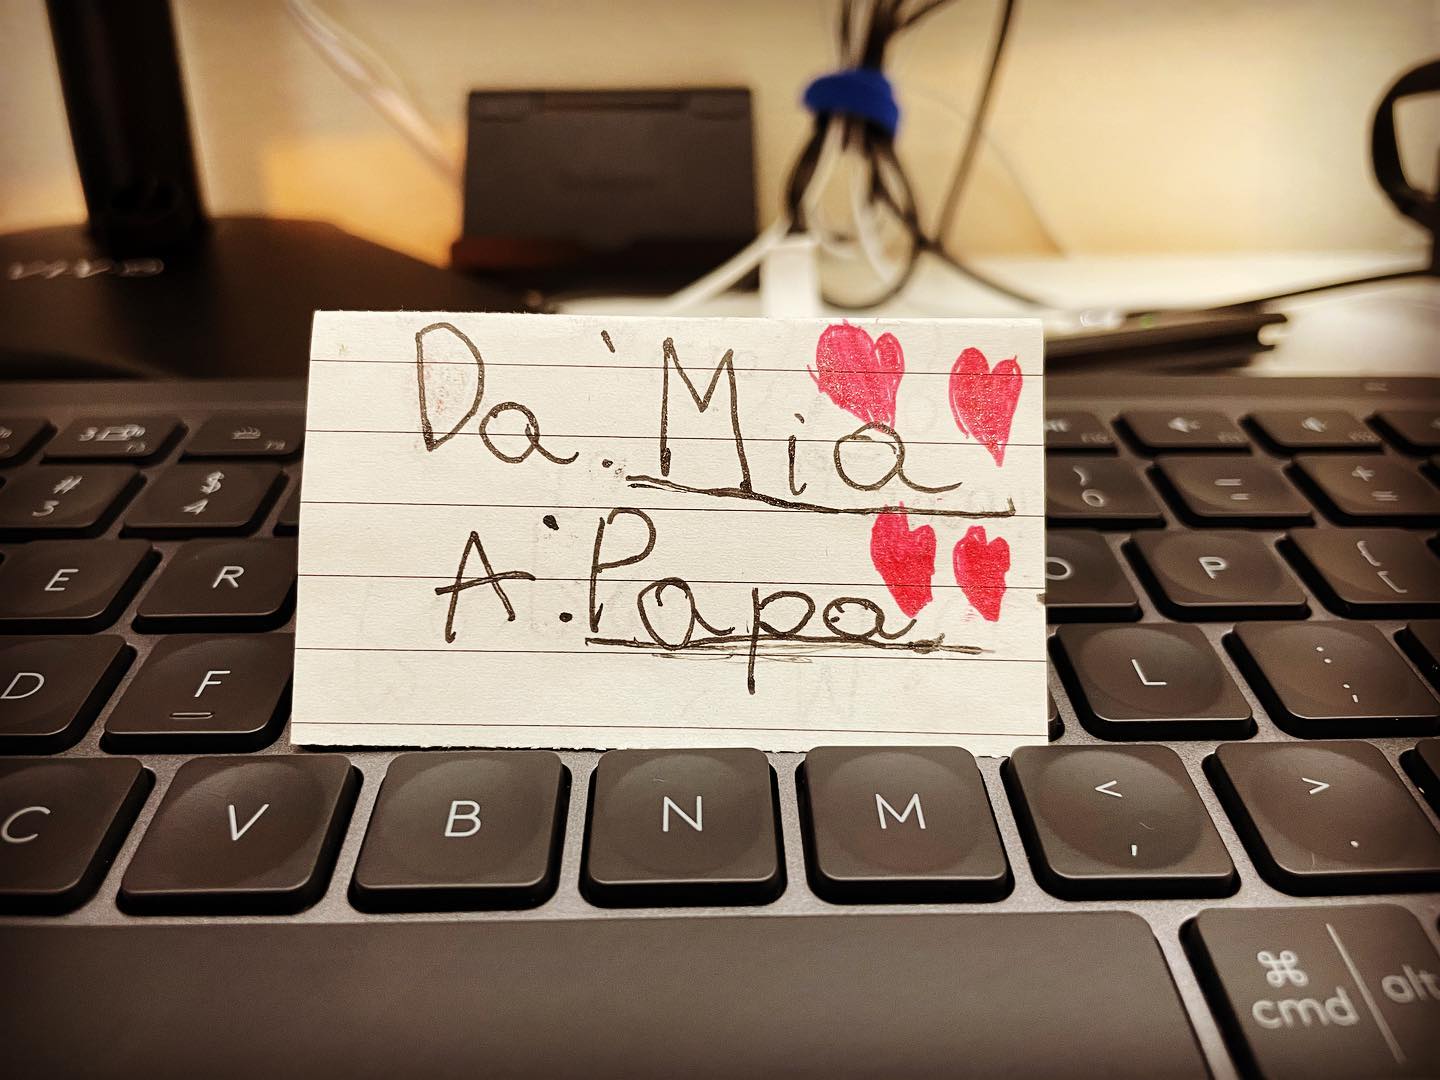 Da: Mia
A: Papa
# 3
$ 4
) 0
_ -
+ =
E
R
O
P
{ [
D
F
L
: ;
C
V
B
N
M
< ,
> .
⌘ cmd
alt